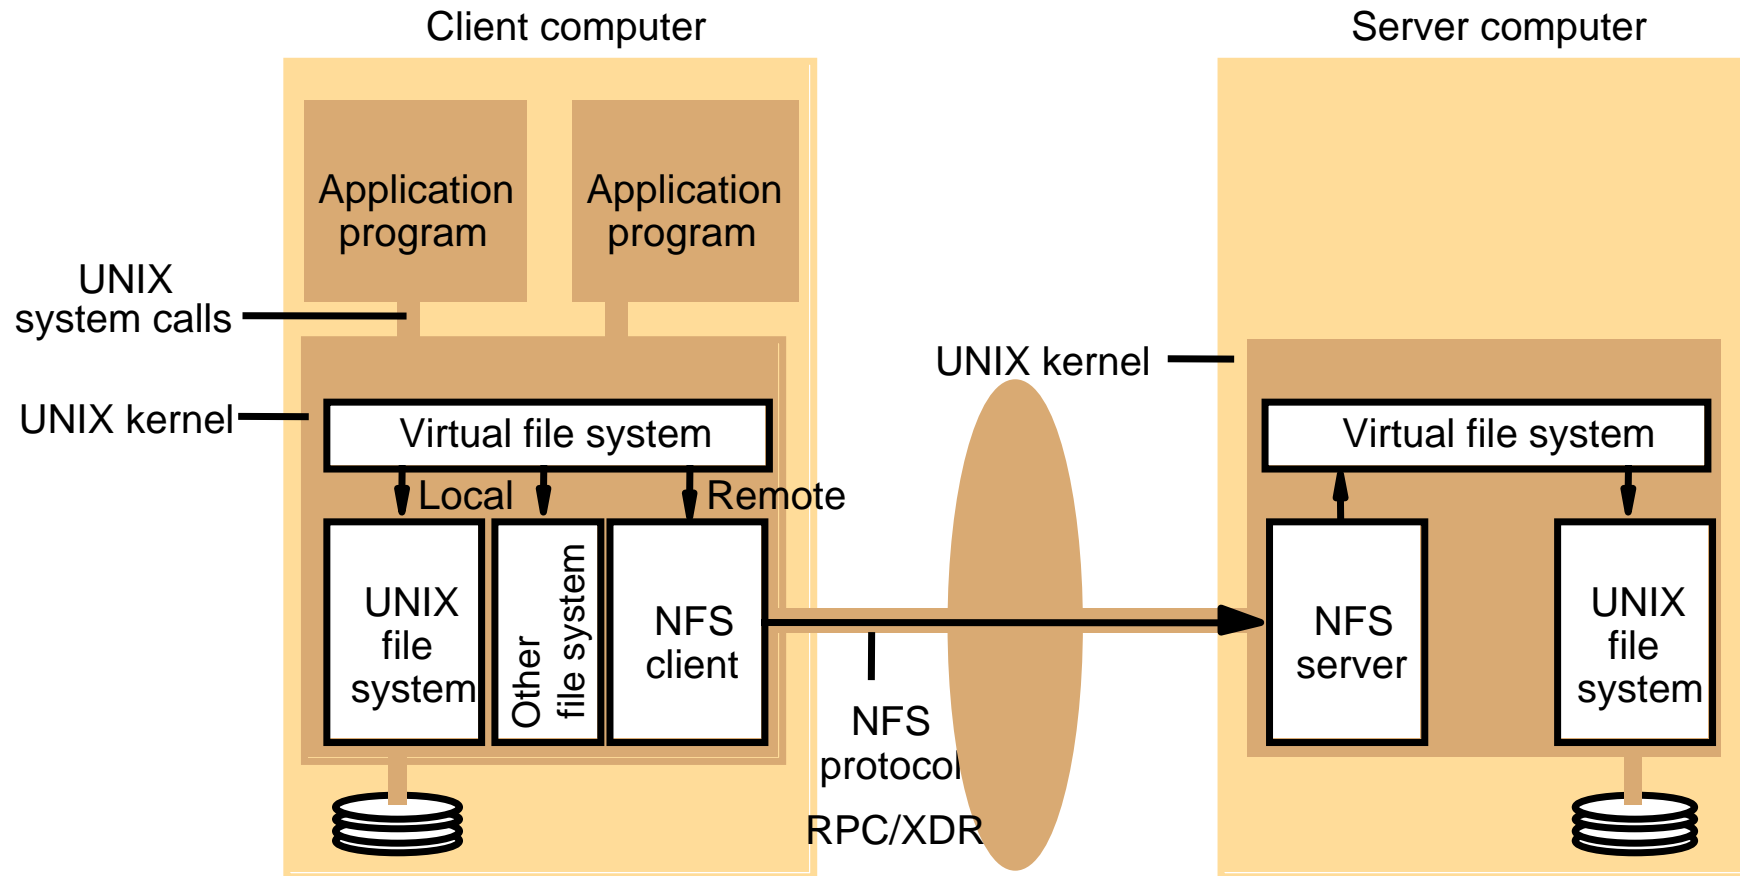 Client computer
Server computer
Application
program
Application
program
UNIX
system calls
UNIX kernel
UNIX kernel
Virtual file system
Virtual file system
Local
Remote
UNIX
file
system
Other
file system
NFS
client
NFS
protocol
RPC/XDR
NFS
server
UNIX
file
system